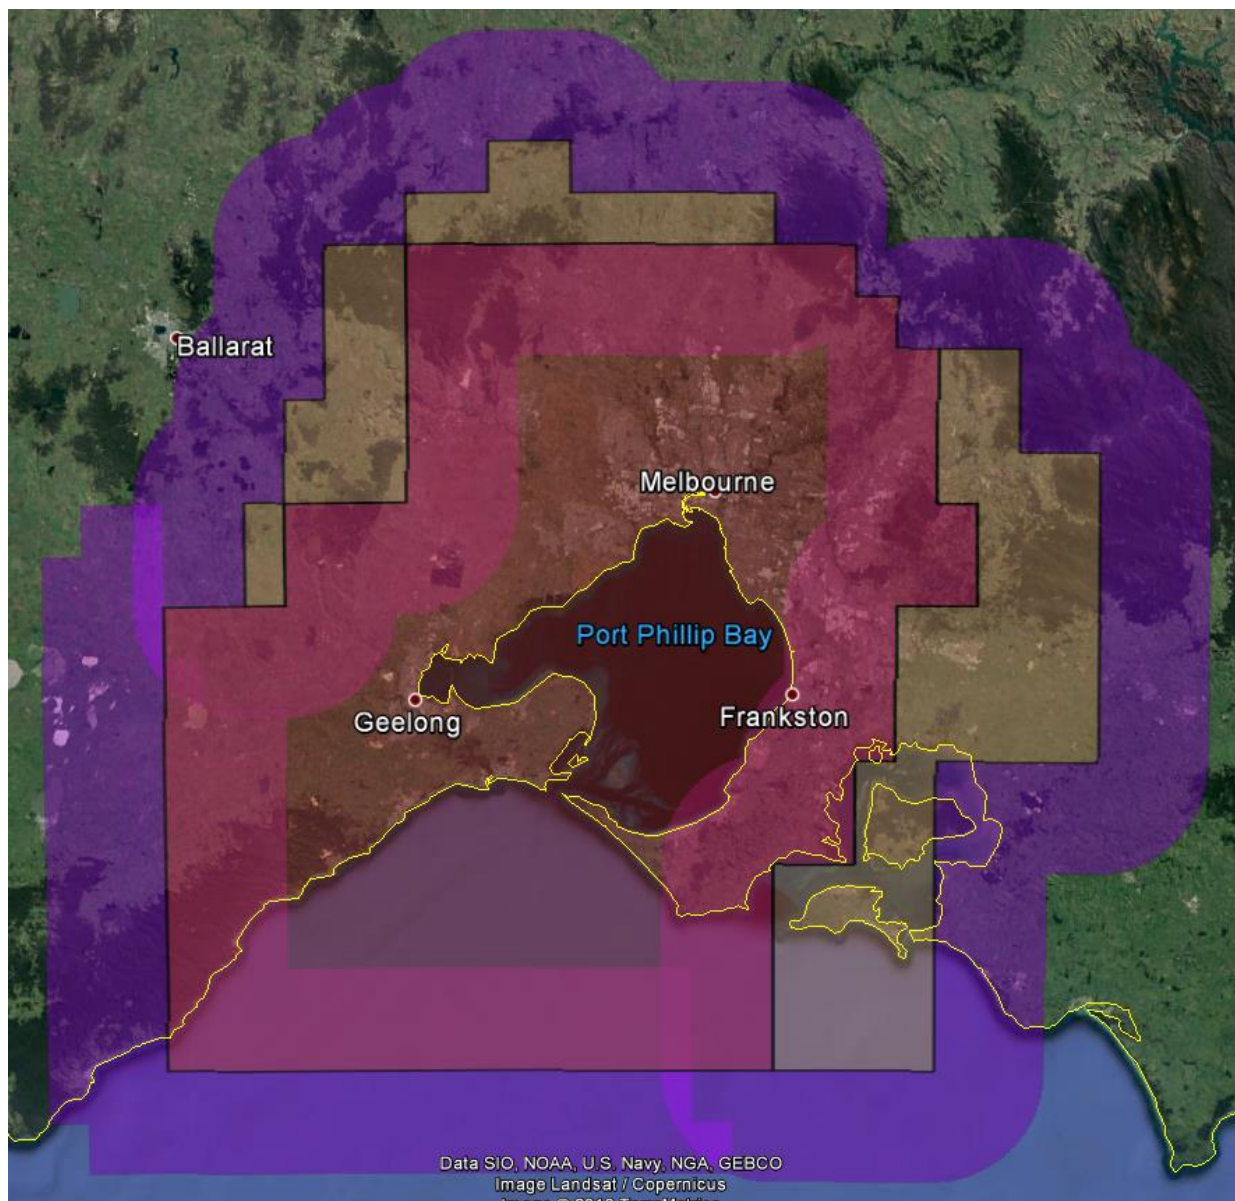 Ballarat
Melbourne
Port Phillip Bay
Geelong
Frankston
Data SIO, NOAA, U.S. Navy, NGA, GEBCO
Image Landsat / Copernicus